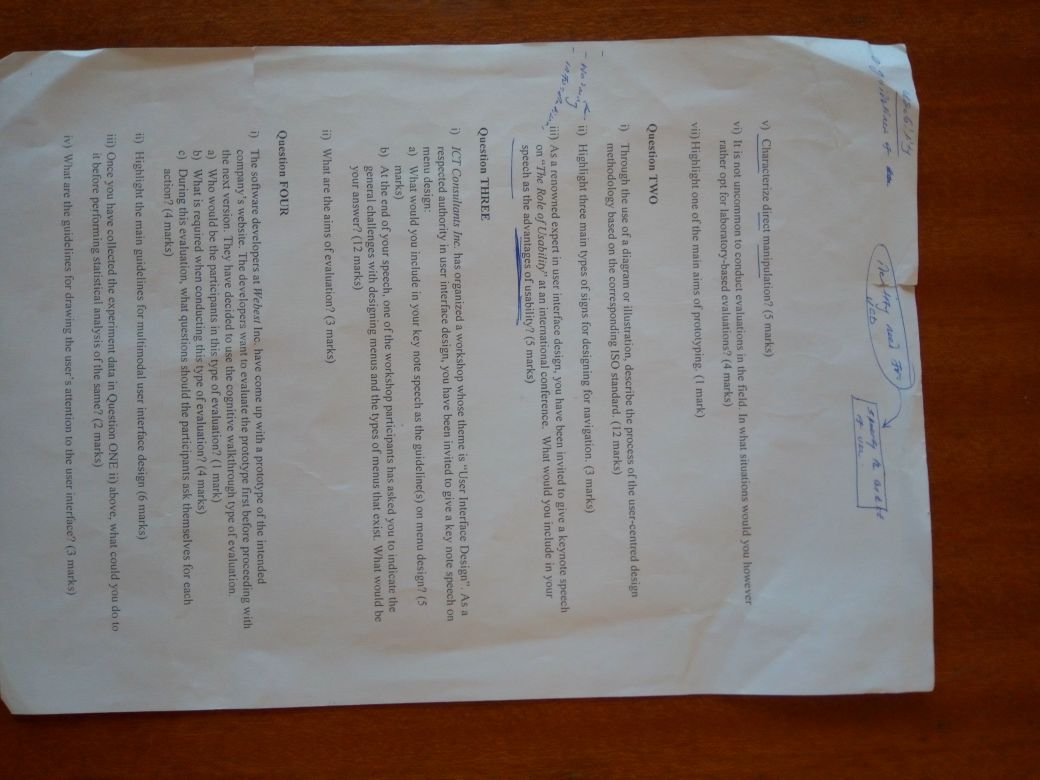 Usability
Identify need for
UCD
specify the context
of use
v) Characterize direct manipulation? (5 marks)
vi) It is not uncommon to conduct evaluations in the field. In what situations would you however
rather opt for laboratory-based evaluations? (4 marks)
vii) Highlight one of the main aims of prototyping. (1 mark)
Question TWO
i) Through the use of a diagram or illustration, describe the process of the user-centred design
methodology based on the corresponding ISO standard. (12 marks)
ii) Highlight three main types of signs for designing for navigation. (3 marks)
iii) As a renowned expert in user interface design, you have been invited to give a keynote speech
on "The Role of Usability" at an international conference. What would you include in your
speech as the advantages of usability? (5 marks)
Question THREE
i) ICT Consultants Inc. has organized a workshop whose theme is "User Interface Design". As a
respected authority in user interface design, you have been invited to give a key note speech on
menu design:
a) What would you include in your key note speech as the guideline(s) on menu design? (5
marks)
b) At the end of your speech, one of the workshop participants has asked you to indicate the
general challenges with designing menus and the types of menus that exist. What would be
your answer? (12 marks)
ii) What are the aims of evaluation? (3 marks)
Question FOUR
i) The software developers at Webest Inc. have come up with a prototype of the intended
company's website. The developers want to evaluate the prototype first before proceeding with
the next version. They have decided to use the cognitive walkthrough type of evaluation.
a) Who would be the participants in this type of evaluation? (1 mark)
b) What is required when conducting this type of evaluation? (4 marks)
c) During this evaluation, what questions should the participants ask themselves for each
action? (4 marks)
ii) Highlight the main guidelines for multimodal user interface design (6 marks)
iii) Once you have collected the experiment data in Question ONE ii) above, what could you do to
it before performing statistical analysis of the same? (2 marks)
iv) What are the guidelines for drawing the user's attention to the user interface? (3 marks)